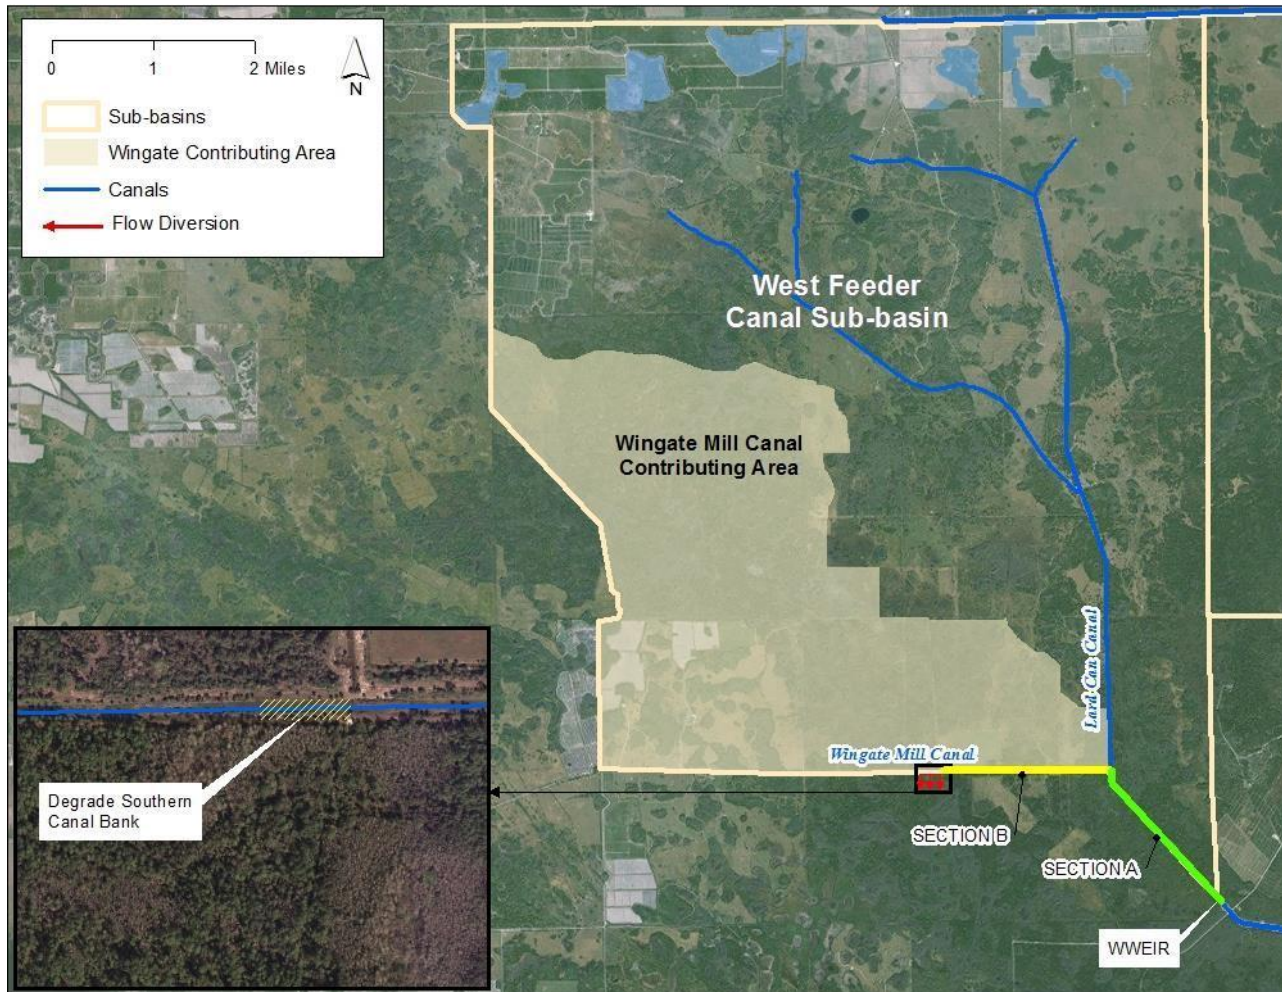 0 1 2 Miles
N
Sub-basins
Wingate Contributing Area
Canals
Flow Diversion
West Feeder
Canal Sub-basin
Wingate Mill Canal
Contributing Area
Lard Can Canal
Wingate Mill Canal
Degrade Southern
Canal Bank
SECTION B
SECTION A
WWEIR